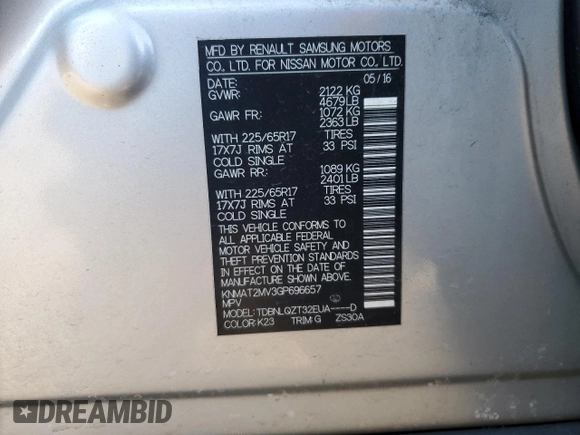 MFD BY RENAULT SAMSUNG MOTORS
CO., LTD. FOR NISSAN MOTOR CO., LTD.
DATE: 05/16
GVWR: 2122 KG
4679 LB
GAWR FR: 1072 KG
2363 LB
WITH 225/65R17 TIRES
17X7J RIMS AT 33 PSI
COLD SINGLE
GAWR RR: 1089 KG
2401 LB
WITH 225/65R17 TIRES
17X7J RIMS AT 33 PSI
COLD SINGLE
THIS VEHICLE CONFORMS TO
ALL APPLICABLE FEDERAL
MOTOR VEHICLE SAFETY AND
THEFT PREVENTION STANDARDS
IN EFFECT ON THE DATE OF
MANUFACTURE SHOWN ABOVE.
KNMAT2MV3GP696657
MPV
MODEL: TDBNLQZT32EUA----D
COLOR: K23 TRIM: G ZS30A
DREAMBID